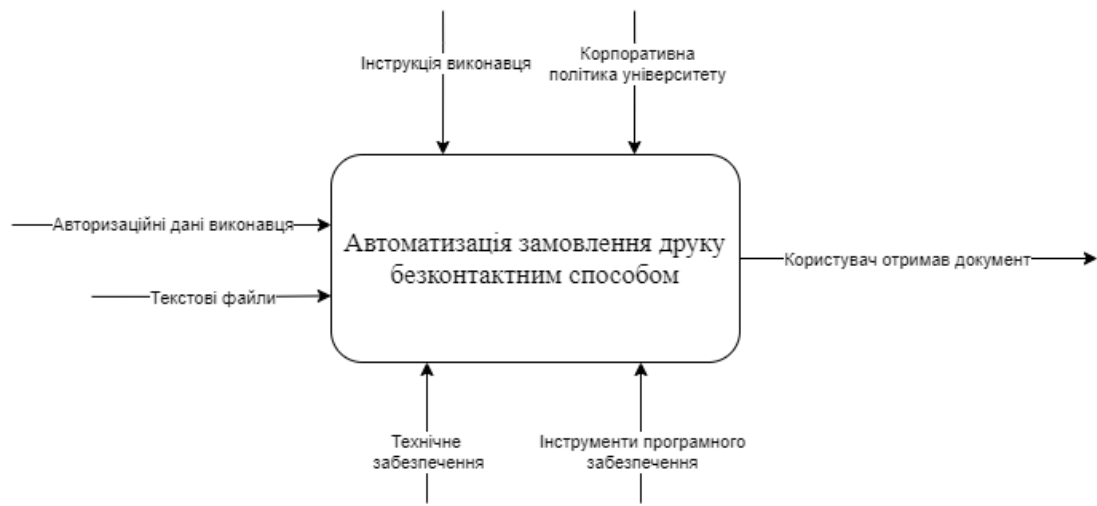 Інструкція виконавця
Корпоративна
політика університету
Авторизаційні дані виконавця
Текстові файли
Автоматизація замовлення друку
безконтактним способом
Користувач отримав документ
Технічне
забезпечення
Інструменти програмного
забезпечення